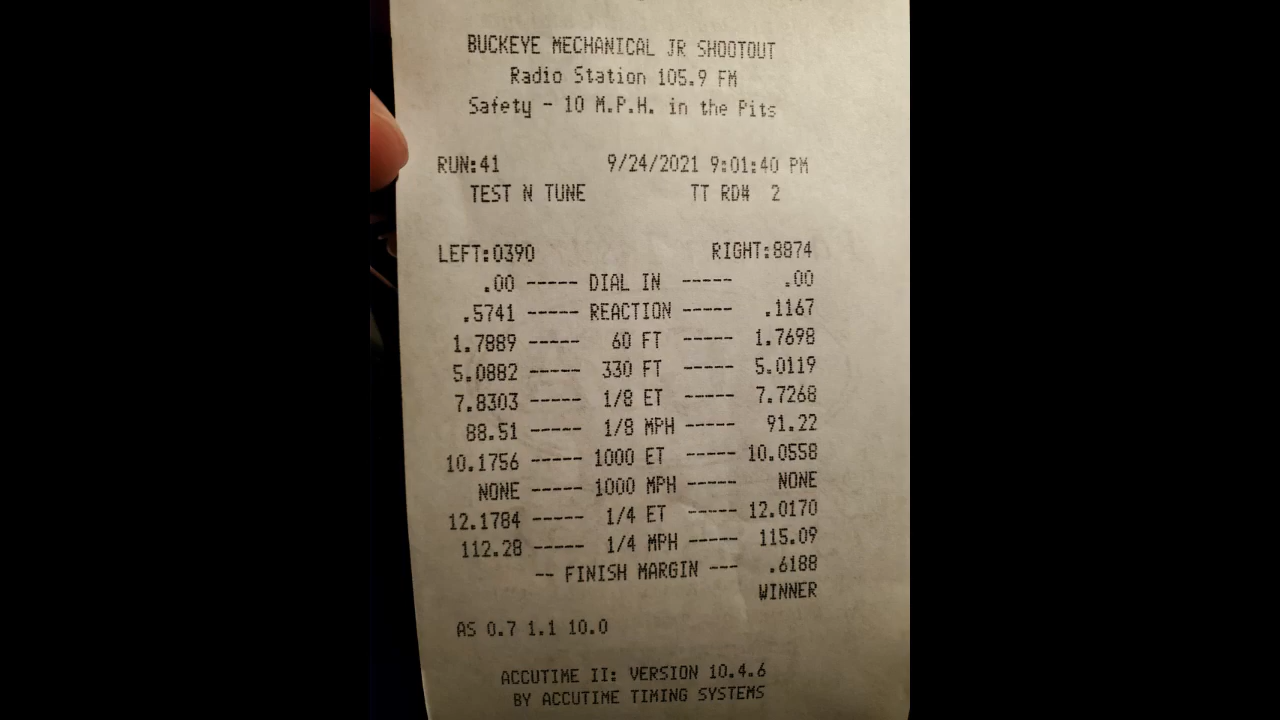 BUCKEYE MECHANICAL JR SHOOTOUT
Radio Station 105.9 FM
Safety - 10 M.P.H. in the Pits
RUN:41 9/24/2021 9:01:40 PM
TEST N TUNE TT RD# 2
LEFT:0390 RIGHT:8874
.00 ----- DIAL IN ----- .00
.5741 ----- REACTION ----- .1167
1.7889 ----- 60 FT ----- 1.7698
5.0882 ----- 330 FT ----- 5.0119
7.8303 ----- 1/8 ET ----- 7.7268
88.51 ----- 1/8 MPH ----- 91.22
10.1756 ----- 1000 ET ----- 10.0558
NONE ----- 1000 MPH ----- NONE
12.1784 ----- 1/4 ET ----- 12.0170
112.28 ----- 1/4 MPH ----- 115.09
-- FINISH MARGIN --- .6188
WINNER
AS 0.7 1.1 10.0
ACCUTIME II: VERSION 10.4.6
BY ACCUTIME TIMING SYSTEMS